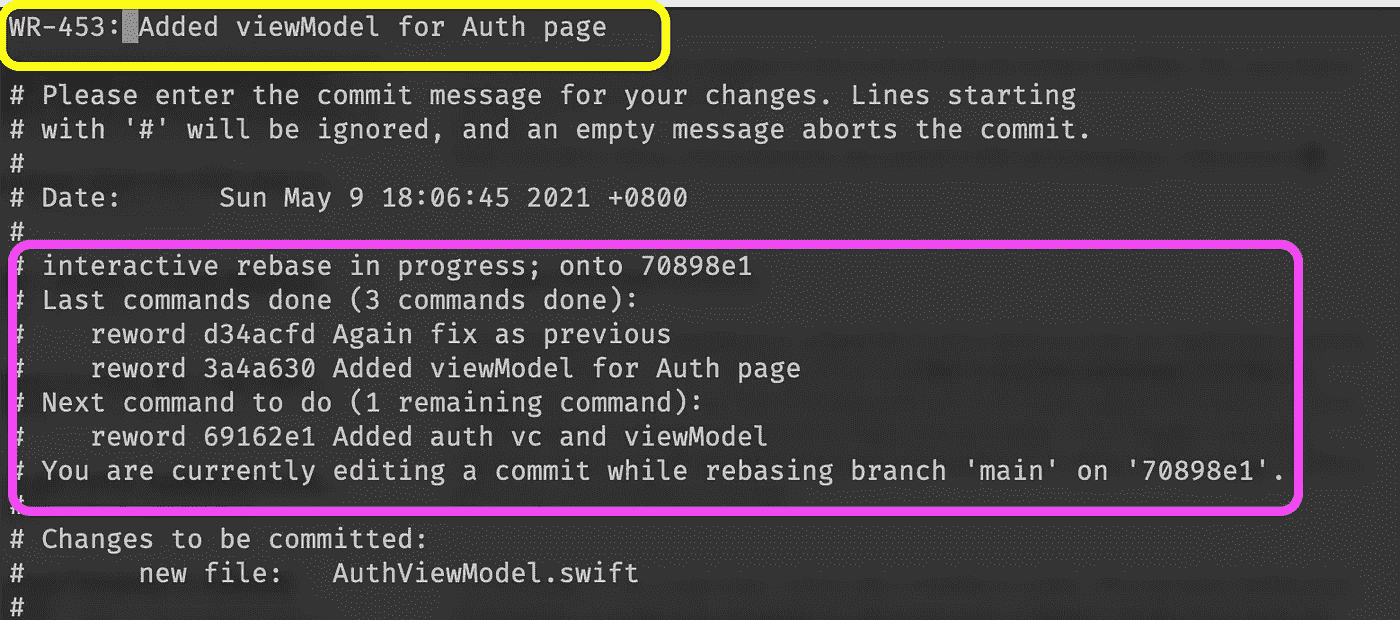 WR-453: Added viewModel for Auth page
# Please enter the commit message for your changes. Lines starting
# with '#' will be ignored, and an empty message aborts the commit.
#
# Date:      Sun May 9 18:06:45 2021 +0800
#
# interactive rebase in progress; onto 70898e1
# Last commands done (3 commands done):
#    reword d34acfd Again fix as previous
#    reword 3a4a630 Added viewModel for Auth page
# Next command to do (1 remaining command):
#    reword 69162e1 Added auth vc and viewModel
# You are currently editing a commit while rebasing branch 'main' on '70898e1'.
#
# Changes to be committed:
#       new file:   AuthViewModel.swift
#